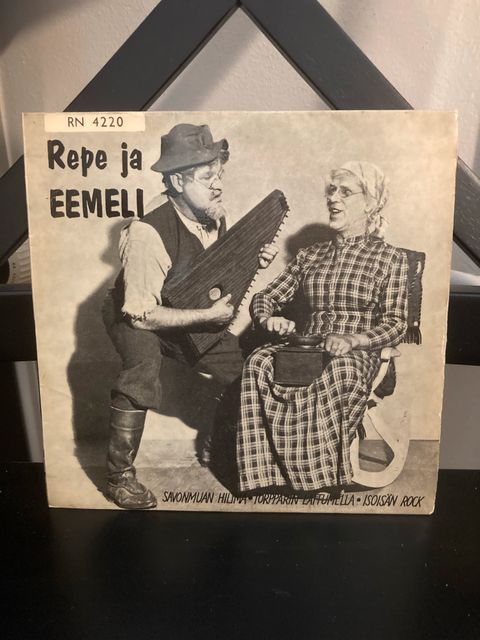 RN 4220
Repe ja
EEMELI
SAVONMUAN HILIMA • TORPPARIN LAITUMELLA • ISOISÄN ROCK